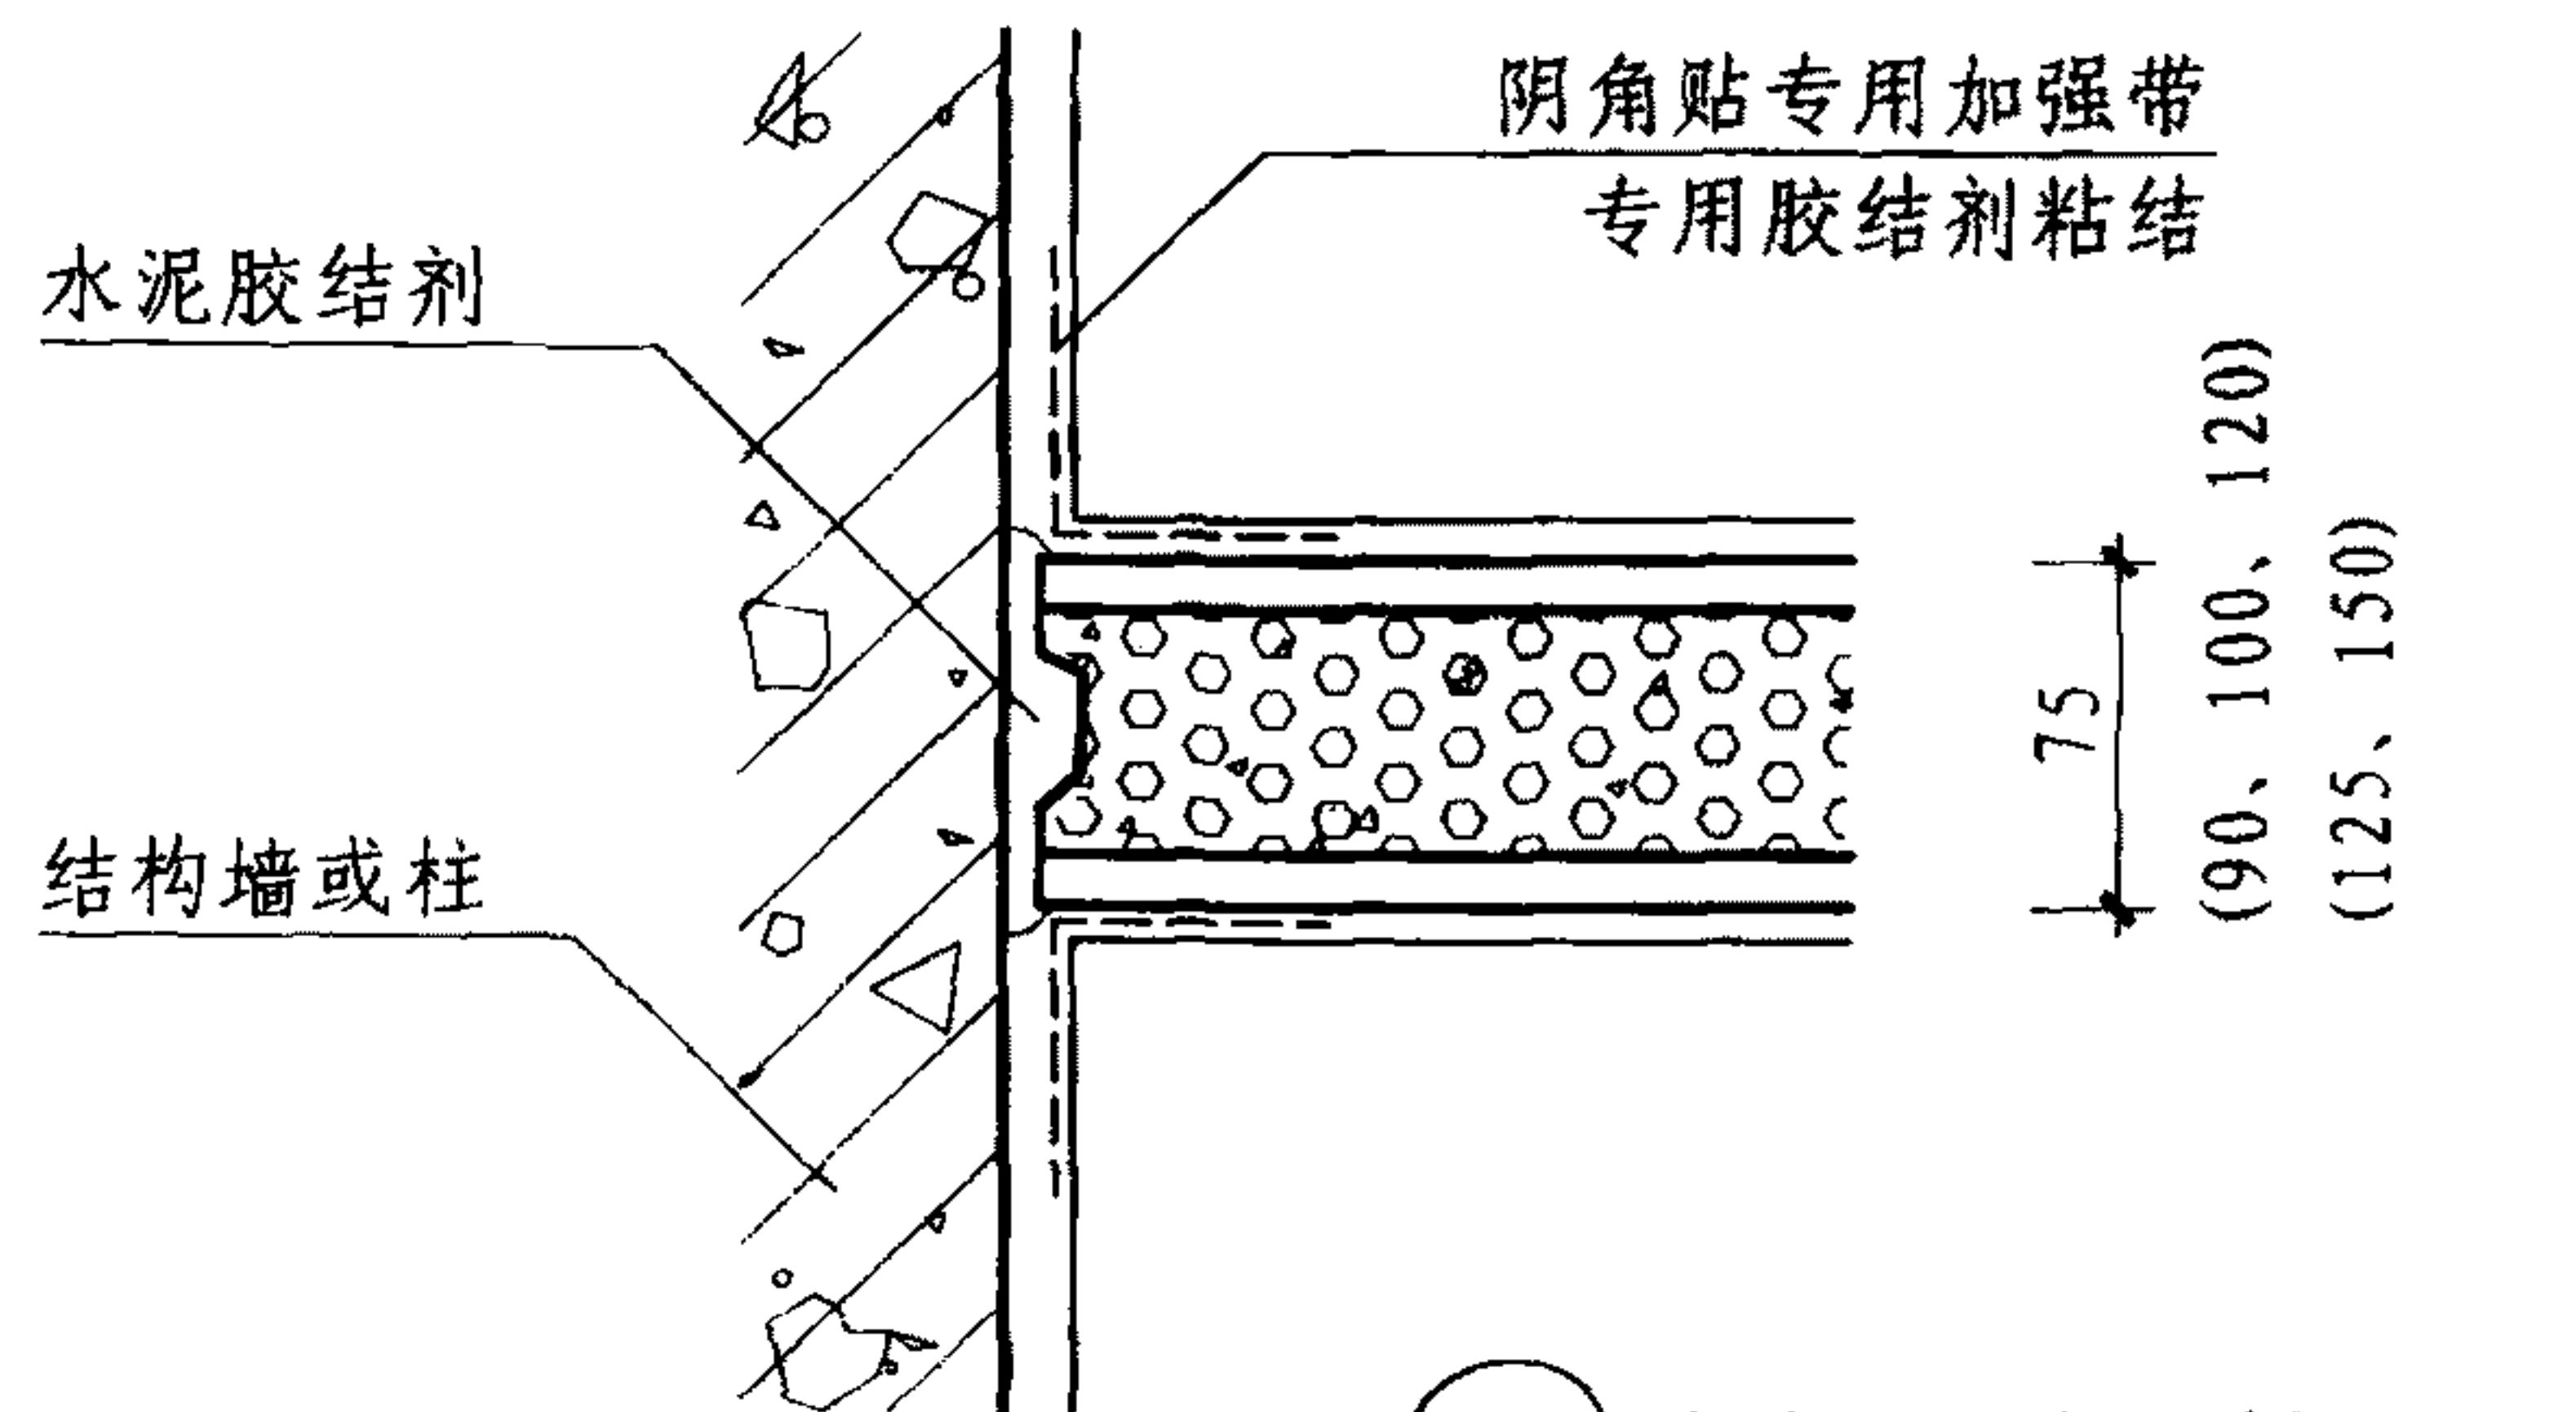 阴角贴专用加强带
专用胶结剂粘结
水泥胶结剂
结构墙或柱
75
(90、100、120)
(125、150)